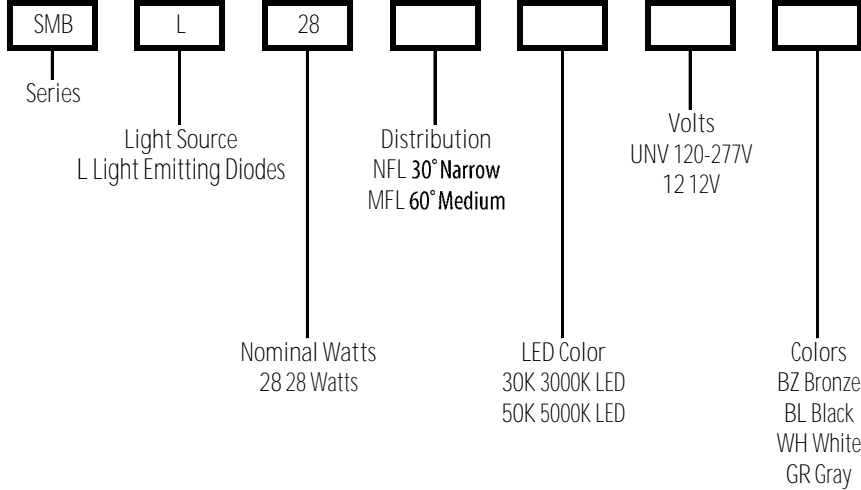 SMB L 28
Series
Light Source
L Light Emitting Diodes
Distribution
NFL 30° Narrow
MFL 60° Medium
Volts
UNV 120-277V
12 12V
Nominal Watts
28 28 Watts
LED Color
30K 3000K LED
50K 5000K LED
Colors
BZ Bronze
BL Black
WH White
GR Gray